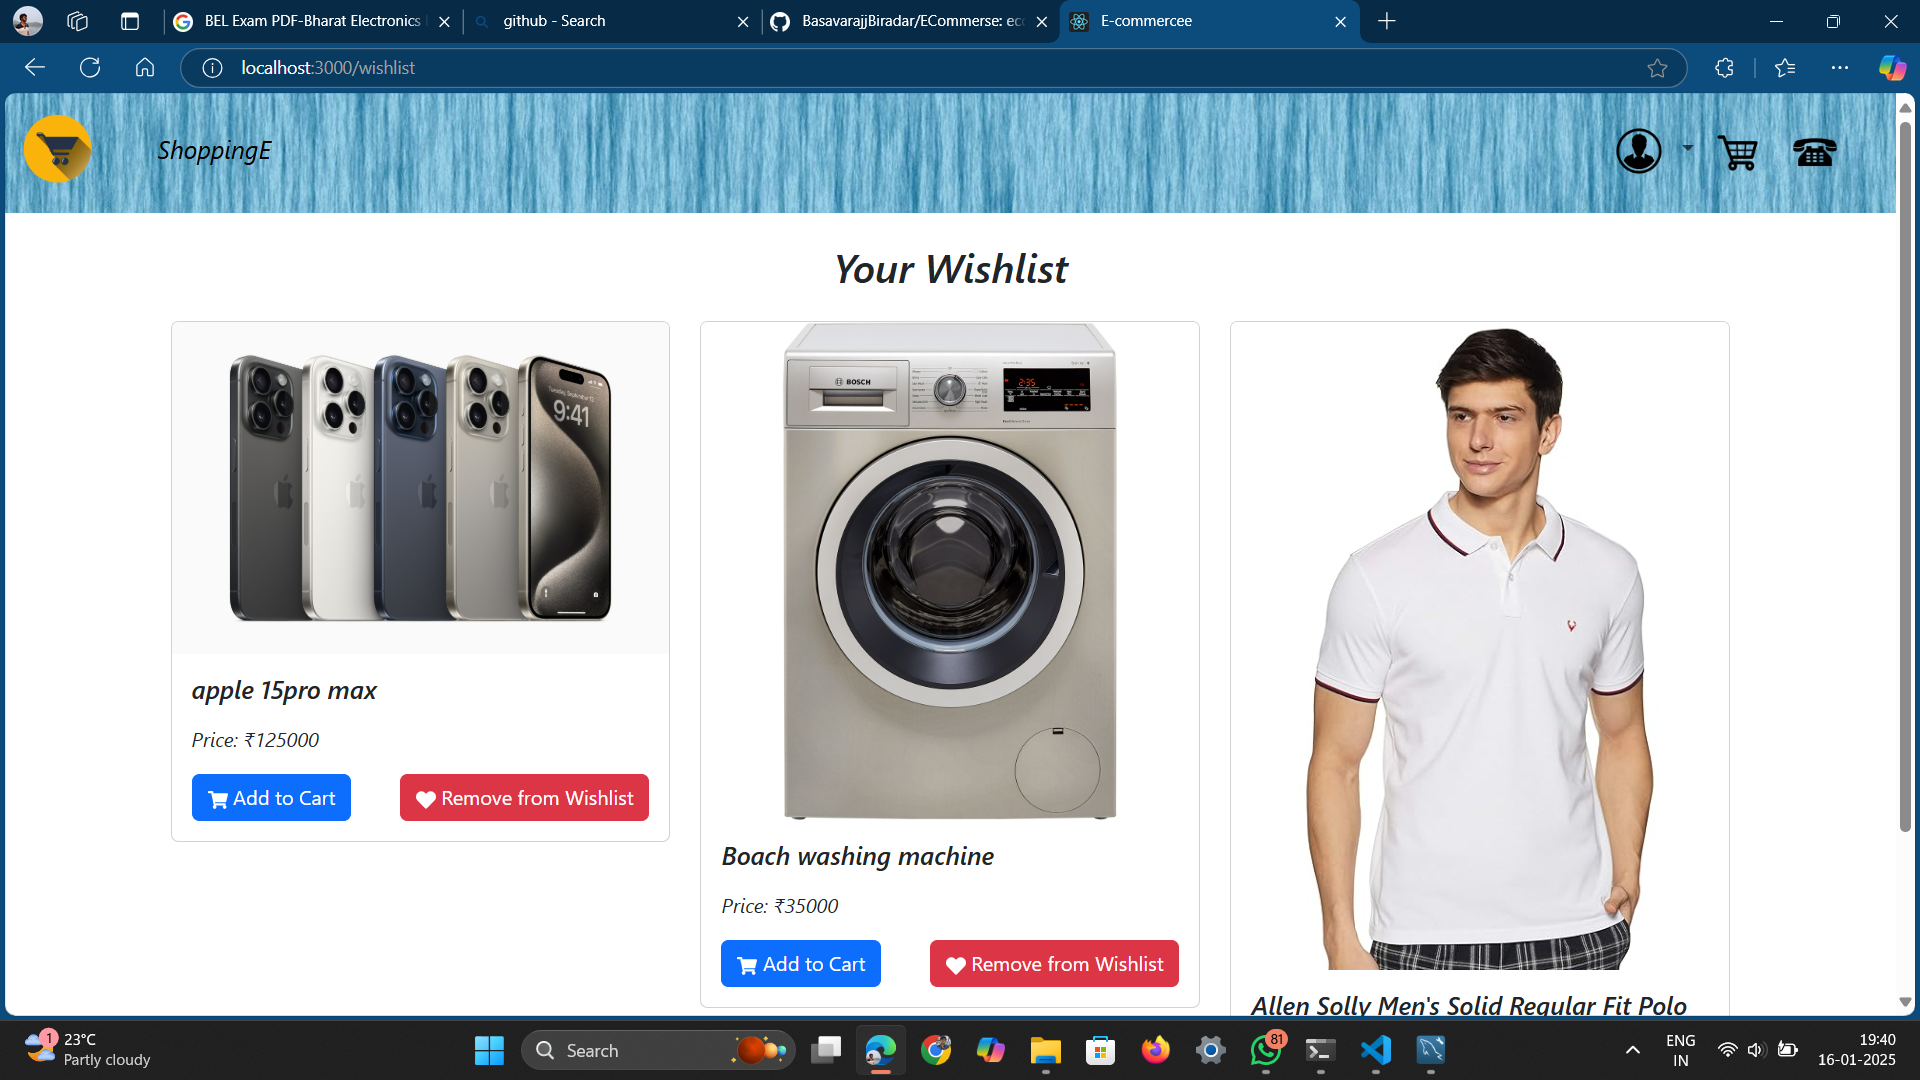 BEL Exam PDF-Bharat Electronics
github - Search
BasavarajjBiradar/ECommerse: ec
E-commercee
localhost:3000/wishlist
ShoppingE
Your Wishlist
9:41
BOSCH
2:35
apple 15pro max
Price: ₹125000
Add to Cart
Remove from Wishlist
Boach washing machine
Price: ₹35000
Add to Cart
Remove from Wishlist
Allen Solly Men's Solid Regular Fit Polo
1
23°C
Partly cloudy
Search
81
ENG
IN
19:40
16-01-2025